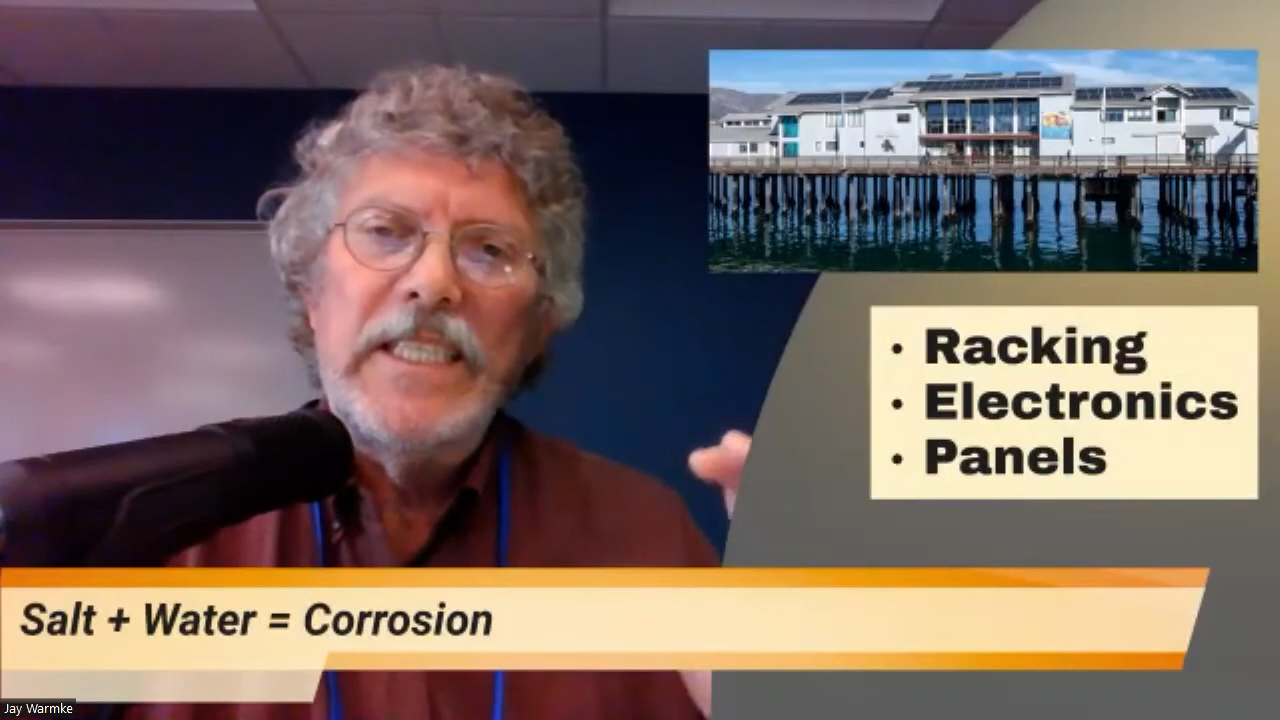 • Racking
• Electronics
• Panels
Salt + Water = Corrosion
Jay Warmke